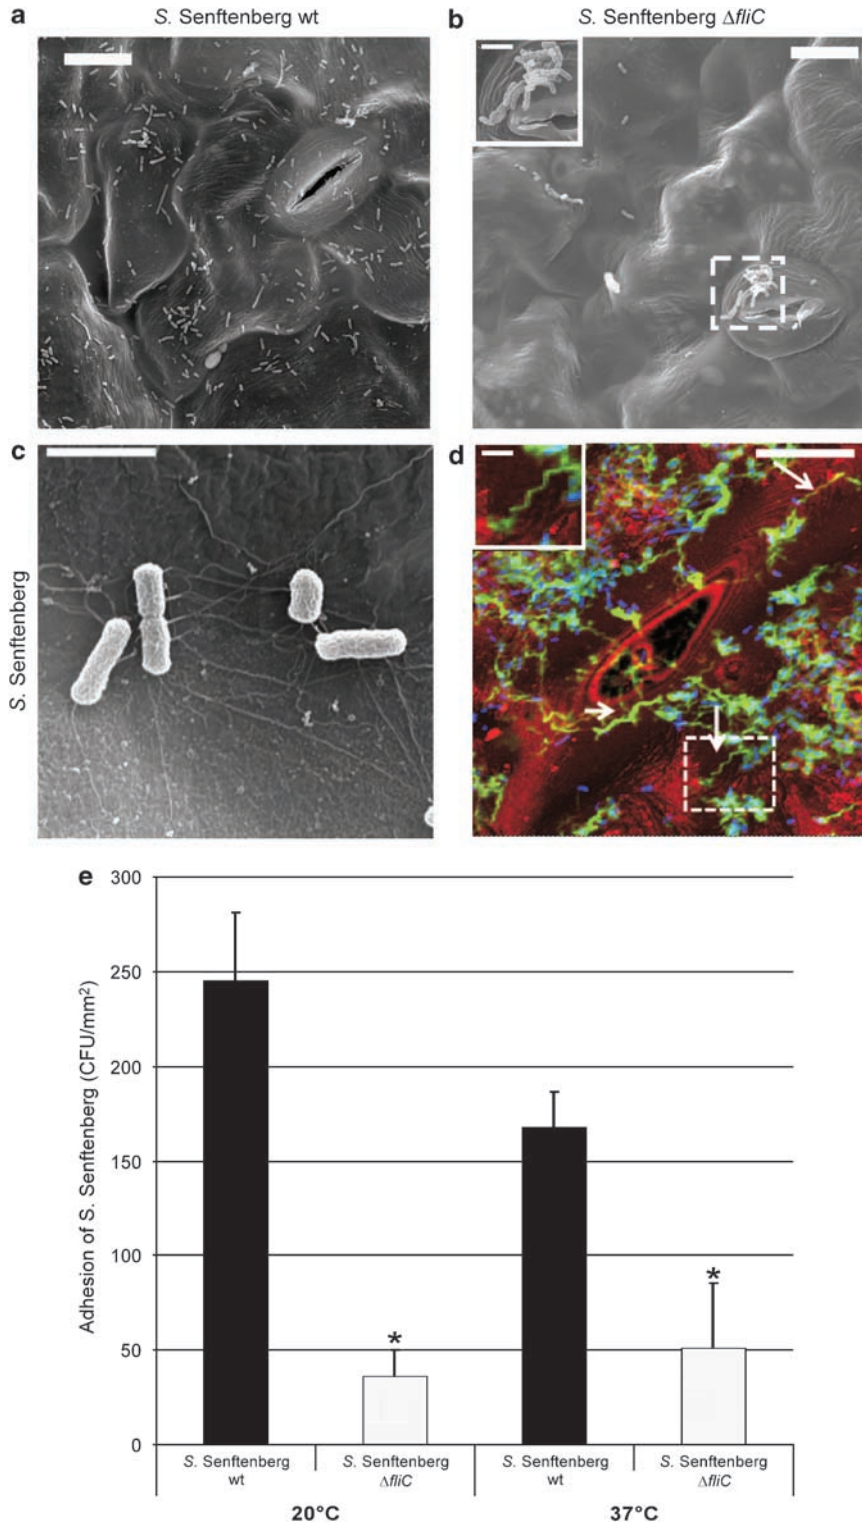 a
S. Senftenberg wt
b
S. Senftenberg ΔfliC
c
d
S. Senftenberg
e
300
250
200
150
100
50
0
Adhesion of S. Senftenberg (CFU/mm²)
*
*
S. Senftenberg
wt
S. Senftenberg
ΔfliC
S. Senftenberg
wt
S. Senftenberg
ΔfliC
20°C
37°C